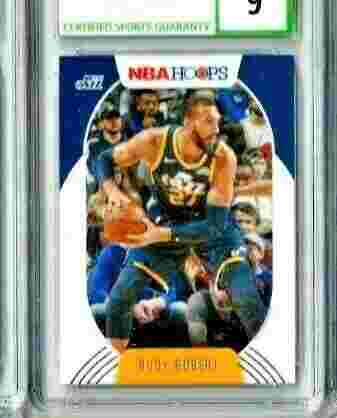 9
CERTIFIED SPORTS GUARANTY
JAZZ
NBA HOOPS
27
RUDY GOBERT